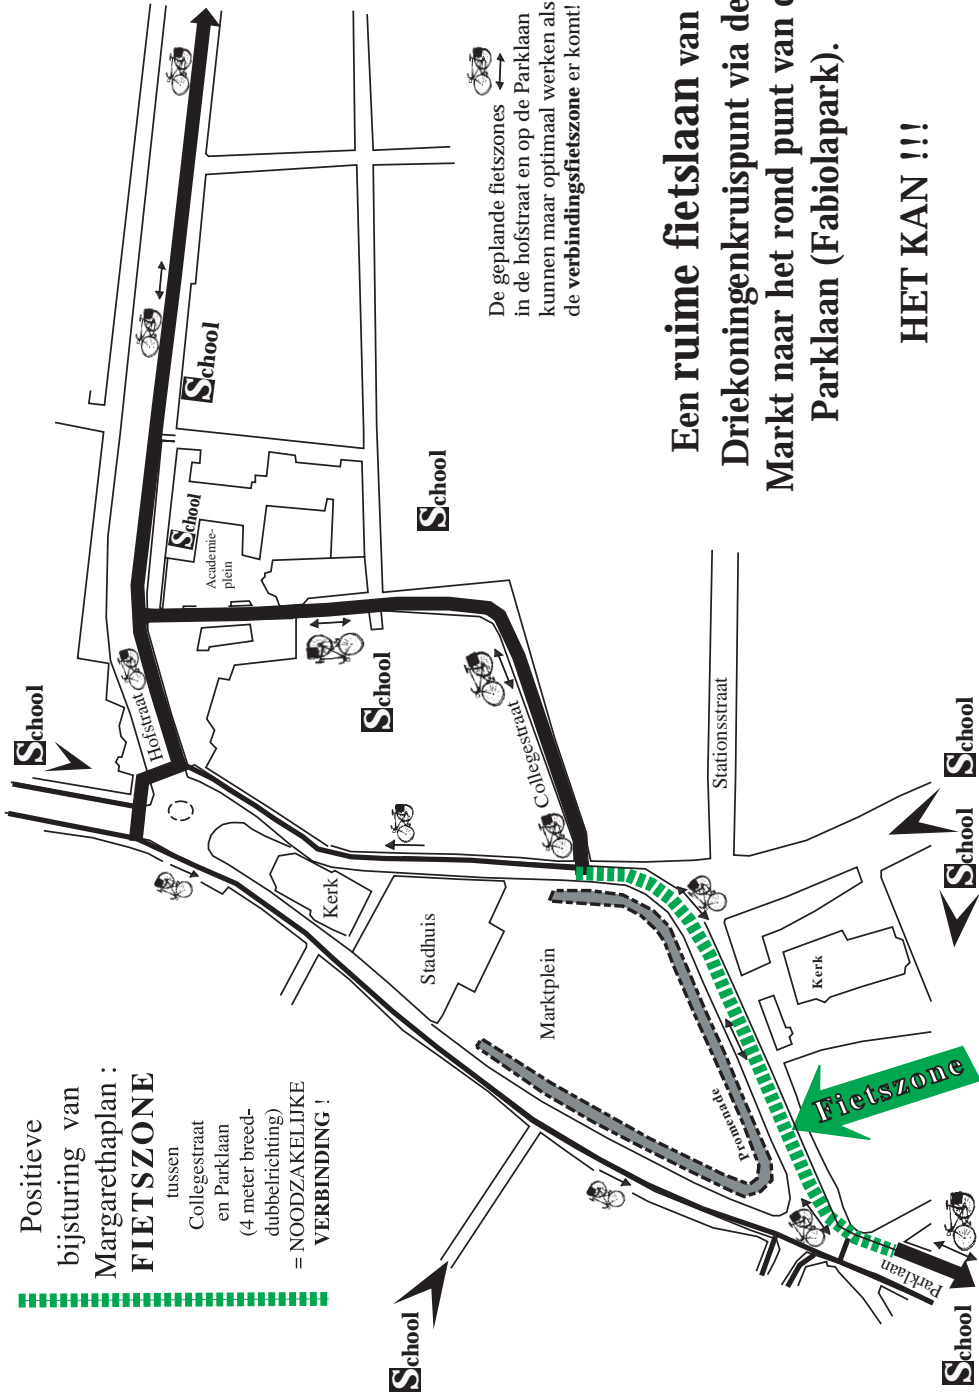 Positieve
bijsturing van
Margarethaplan :
FIETSZONE
tussen
Collegestraat
en Parklaan
(4 meter breed-
dubbelrichting)
= NOODZAKELIJKE
VERBINDING !
De geplande fietszones
in de hofstraat en op de Parklaan
kunnen maar optimaal werken als
de verbindingsfietszone er komt!
Een ruime fietslaan van
Driekoningenkruispunt via de
Markt naar het rond punt van
Parklaan (Fabiolapark).
HET KAN !!!
School
Hofstraat
School
School
Academie-
plein
School
School
Collegestraat
Stationsstraat
Kerk
Stadhuis
Marktplein
Promenade
Kerk
Fietszone
Parklaan
School
School
School
School